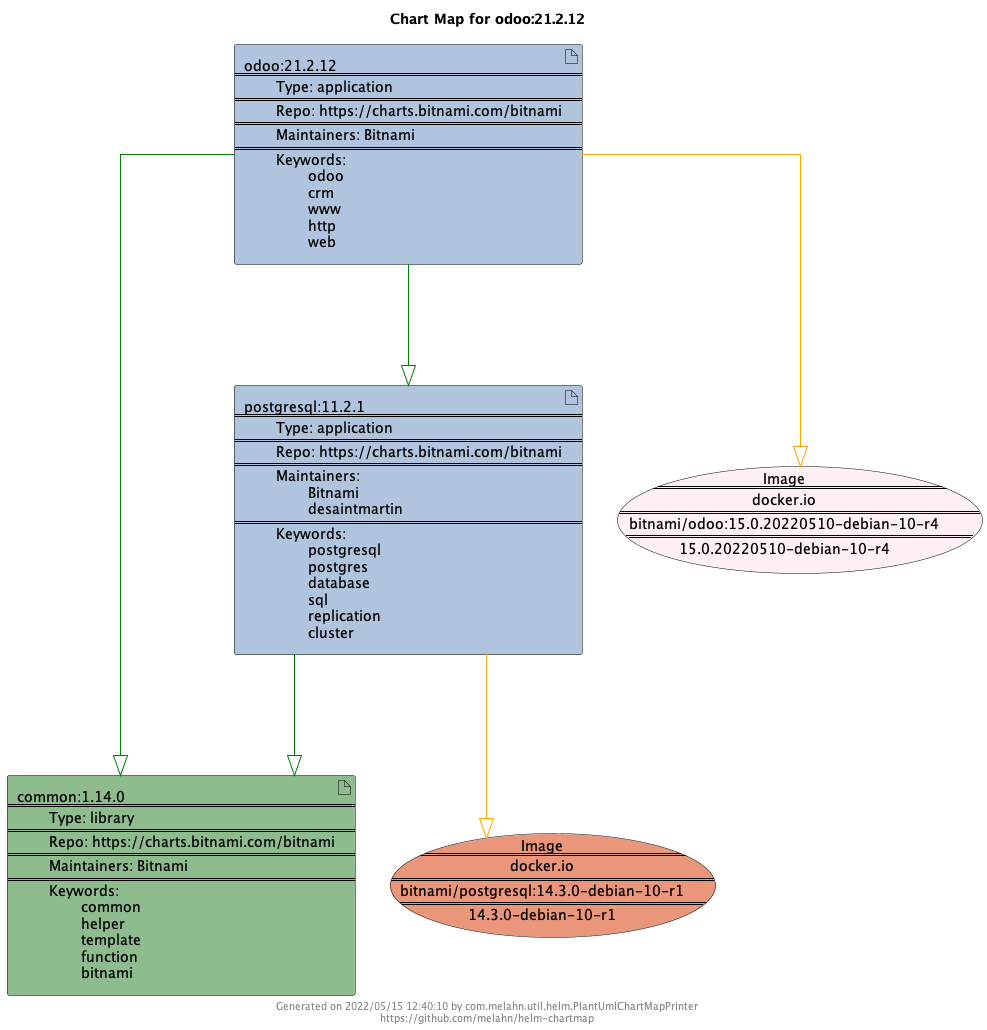 Chart Map for odoo:21.2.12
odoo:21.2.12
Type: application
Repo: https://charts.bitnami.com/bitnami
Maintainers: Bitnami
Keywords:
odoo
crm
www
http
web
postgresql:11.2.1
Type: application
Repo: https://charts.bitnami.com/bitnami
Maintainers:
Bitnami
desaintmartin
Keywords:
postgresql
postgres
database
sql
replication
cluster
Image
docker.io
bitnami/odoo:15.0.20220510-debian-10-r4
15.0.20220510-debian-10-r4
common:1.14.0
Type: library
Repo: https://charts.bitnami.com/bitnami
Maintainers: Bitnami
Keywords:
common
helper
template
function
bitnami
Image
docker.io
bitnami/postgresql:14.3.0-debian-10-r1
14.3.0-debian-10-r1
Generated on 2022/05/15 12:40:10 by com.melahn.util.helm.PlantUmlChartMapPrinter
https://github.com/melahn/helm-chartmap